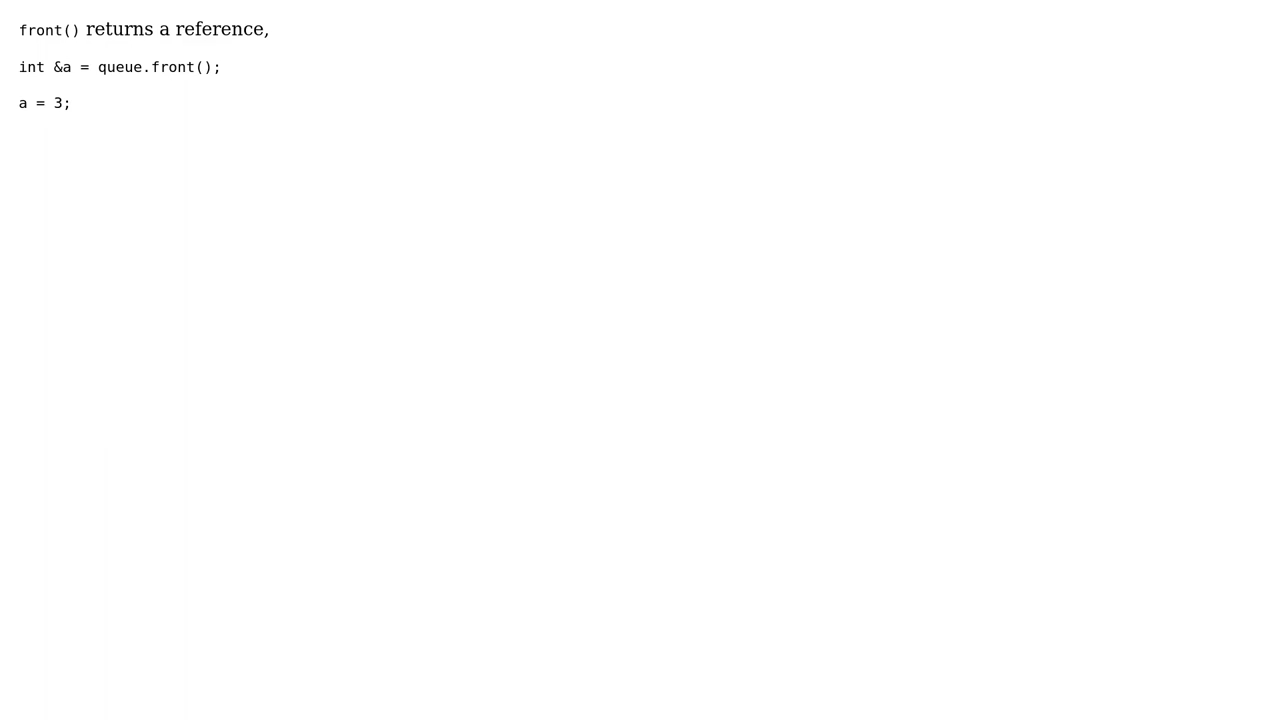 front() returns a reference,
int &a = queue.front();
a = 3;